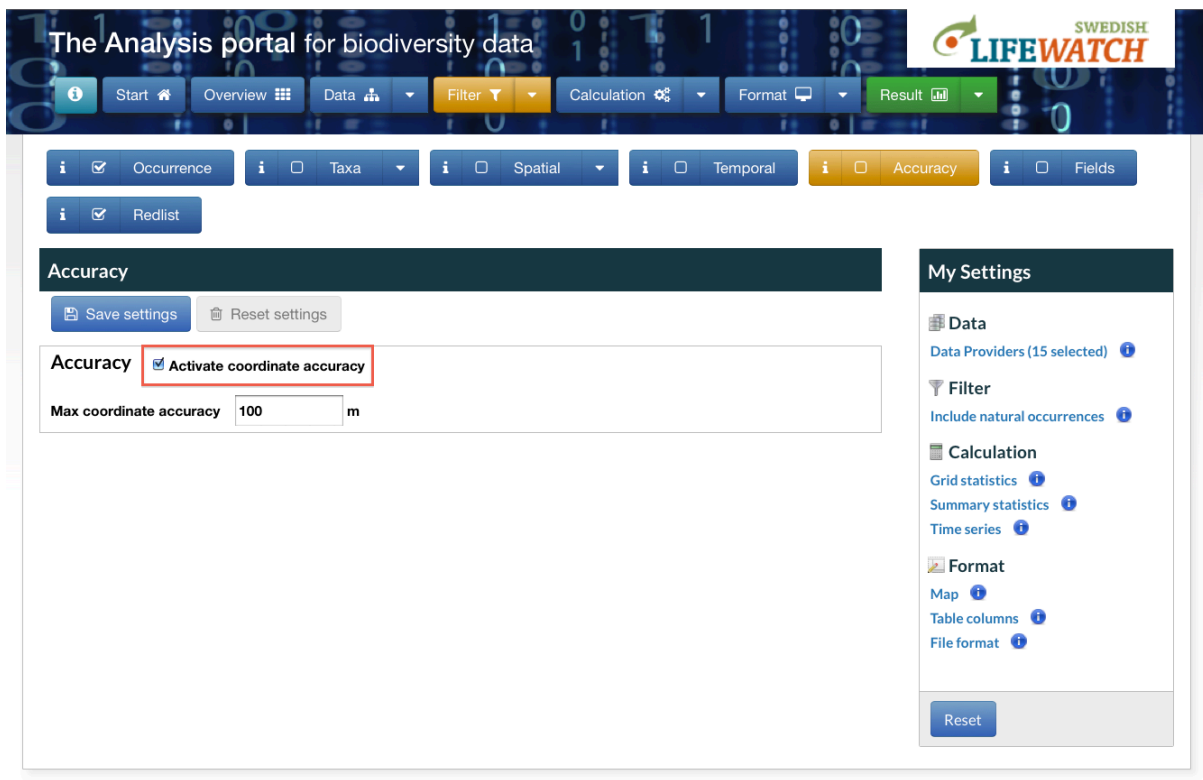 The Analysis portal for biodiversity data
SWEDISH
LIFEWATCH
Start Overview Data Filter Calculation Format Result
Occurrence Taxa Spatial Temporal Accuracy Fields
Redlist
Accuracy
Save settings Reset settings
Accuracy Activate coordinate accuracy
Max coordinate accuracy 100 m
My Settings
Data
Data Providers (15 selected)
Filter
Include natural occurrences
Calculation
Grid statistics
Summary statistics
Time series
Format
Map
Table columns
File format
Reset